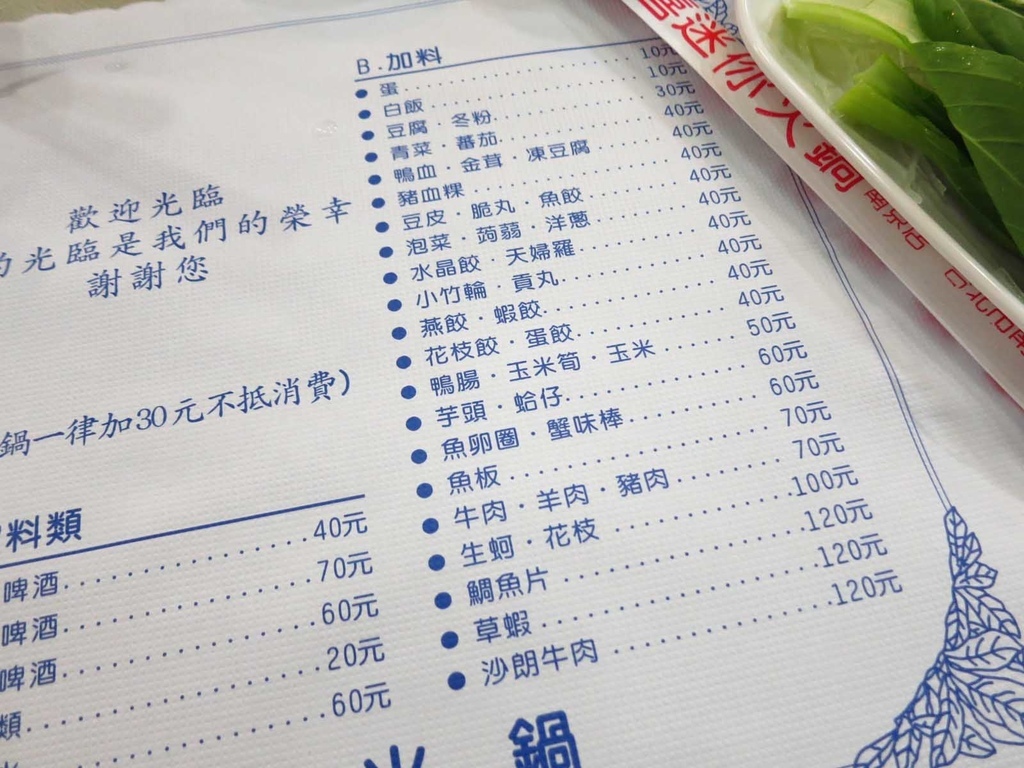 歡迎光臨
的光臨是我們的榮幸
謝謝您
鍋一律加30元不抵消費)
料類
啤酒 40元
啤酒 70元
啤酒 60元
類 20元
60元
B.加料
●蛋 10元
●白飯 10元
●豆腐・冬粉 30元
●青菜・蕃茄 40元
●鴨血・金茸・凍豆腐 40元
●豬血粿 40元
●豆皮・脆丸・魚餃 40元
●泡菜・蒟蒻・洋蔥 40元
●水晶餃・天婦羅 40元
●小竹輪・貢丸 40元
●燕餃・蝦餃 40元
●花枝餃・蛋餃 40元
●鴨腸・玉米筍・玉米 50元
●芋頭・蛤仔 60元
●魚卵圈・蟹味棒 60元
●魚板 70元
●牛肉・羊肉・豬肉 70元
●生蚵・花枝 100元
●鯛魚片 120元
●草蝦 120元
●沙朗牛肉 120元
鍋
迷你火鍋 南京店